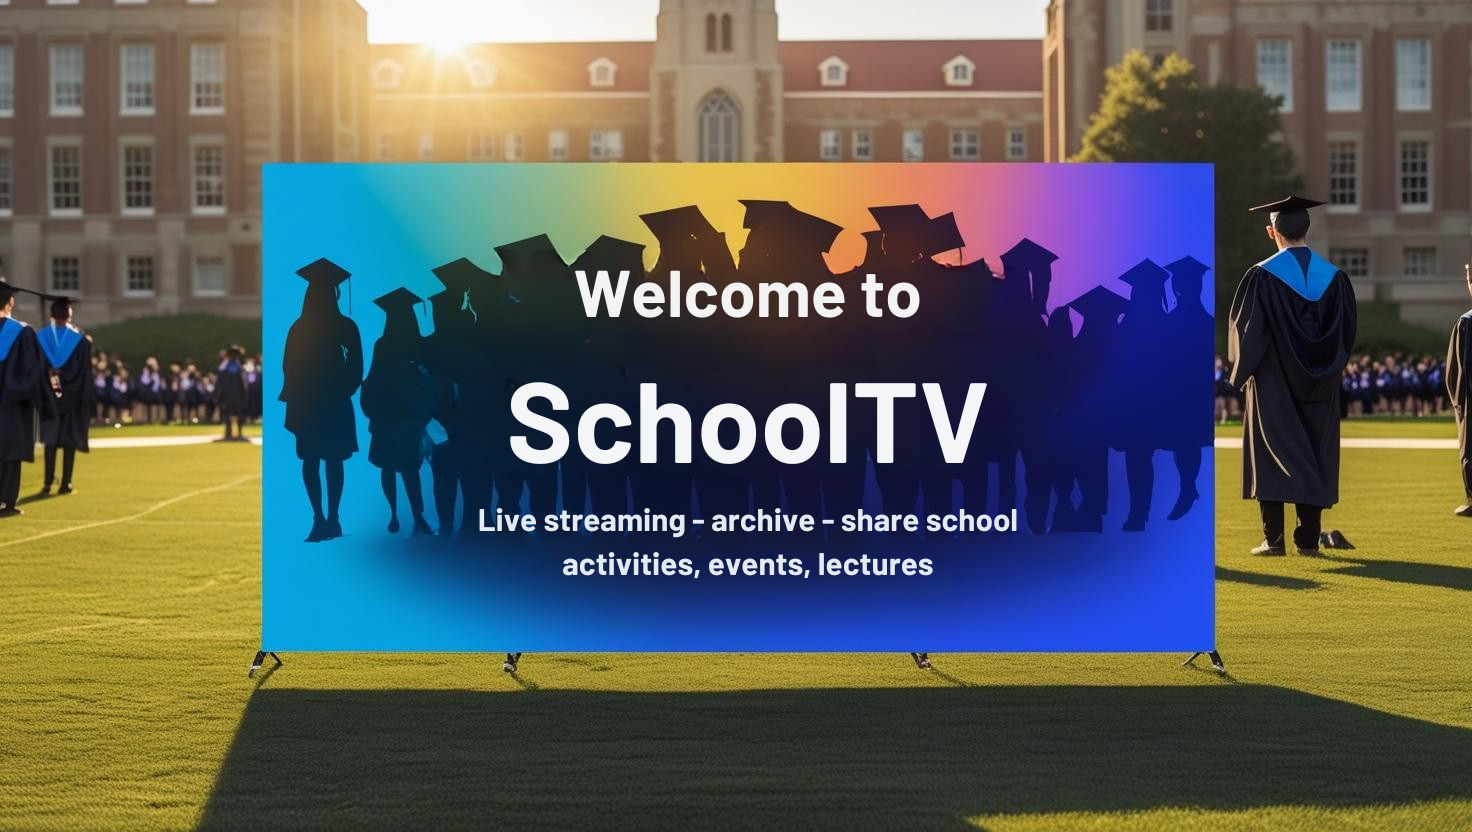 Welcome to
SchoolTV
Live streaming - archive - share school
activities, events, lectures